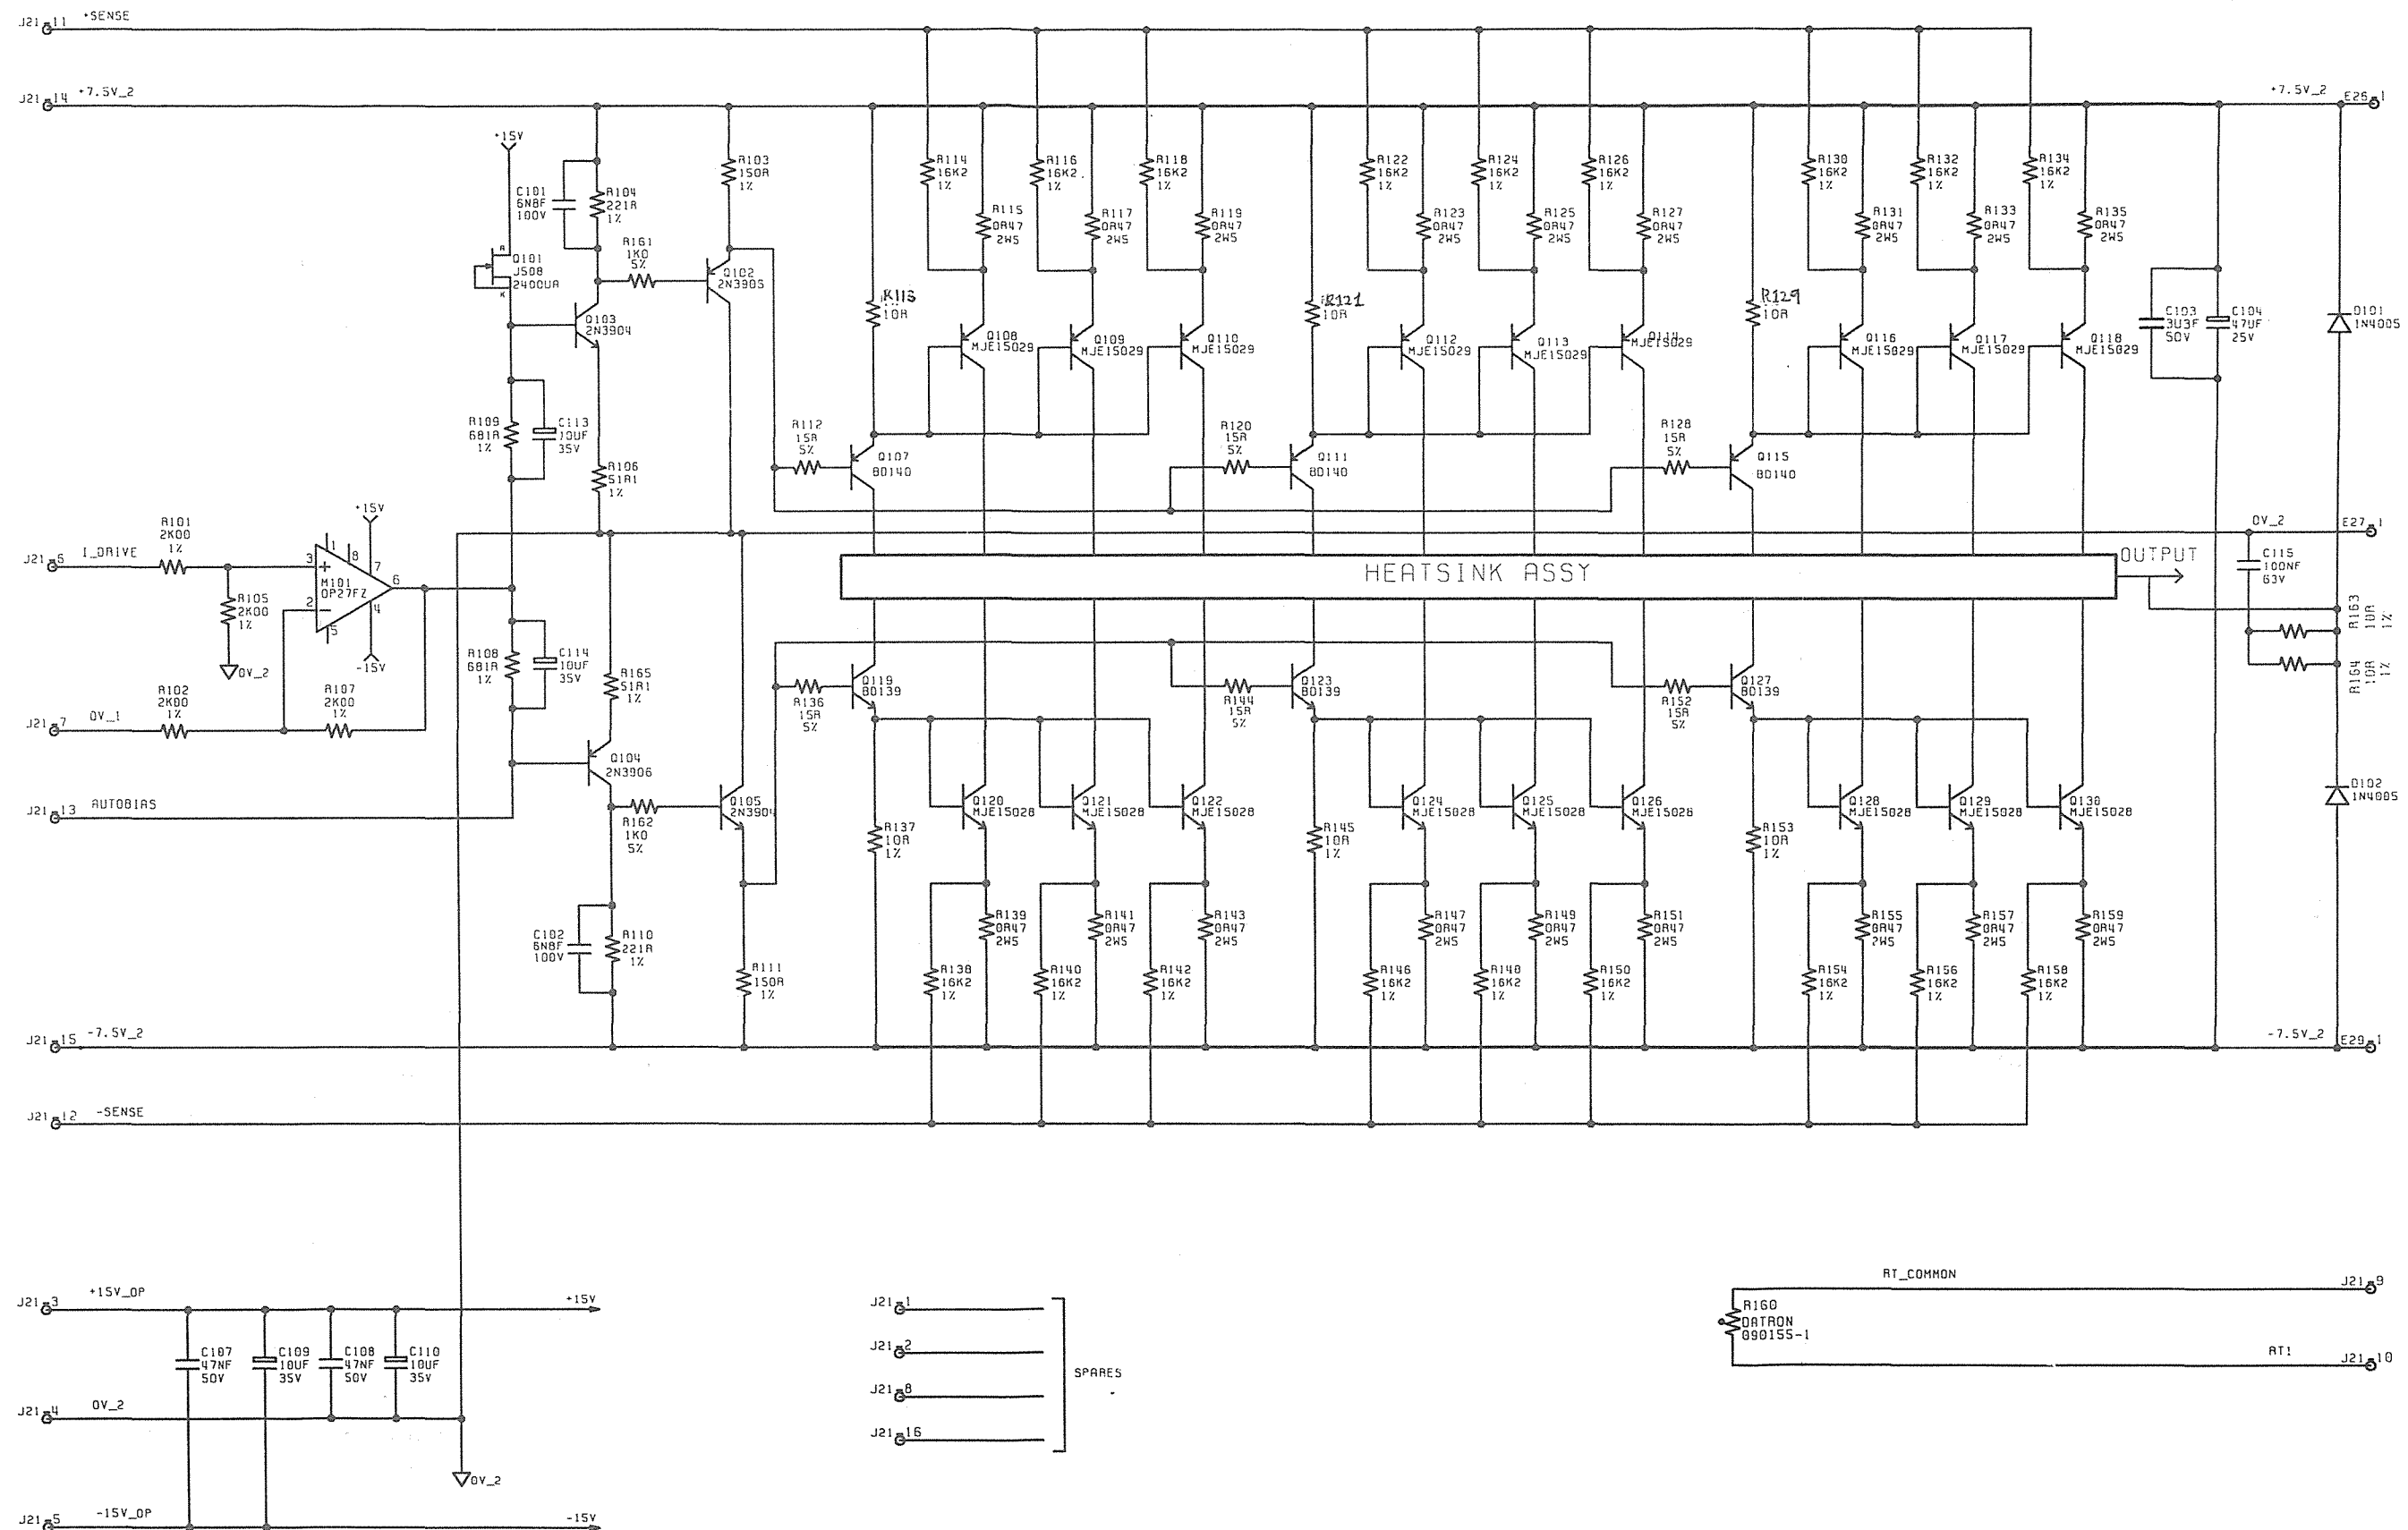 J21 11 +SENSE
J21 14 +7.5V_2
+7.5V_2 E26 1
+15V
C101
6N8F
100V
R104
221R
1%
R103
150R
1%
R161
1K0
5%
Q101
J508
2400UA
A
K
Q102
2N3905
Q103
2N3904
R109
681R
1%
C113
10UF
35V
R106
51R1
1%
R114
16K2
1%
R116
16K2
1%
R118
16K2
1%
R122
16K2
1%
R124
16K2
1%
R126
16K2
1%
R130
16K2
1%
R132
16K2
1%
R134
16K2
1%
R115
0R47
2W5
R117
0R47
2W5
R119
0R47
2W5
R123
0R47
2W5
R125
0R47
2W5
R127
0R47
2W5
R131
0R47
2W5
R133
0R47
2W5
R135
0R47
2W5
R113
10R
R121
10R
R129
10R
Q108
MJE15029
Q109
MJE15029
Q110
MJE15029
Q112
MJE15029
Q113
MJE15029
Q114
MJE15029
Q116
MJE15029
Q117
MJE15029
Q118
MJE15029
C103
3U3F
50V
C104
47UF
25V
D101
1N4005
R112
15R
5%
Q107
BD140
R120
15R
5%
Q111
BD140
R128
15R
5%
Q115
BD140
0V_2 E27 1
HEATSINK ASSY
OUTPUT
C115
100NF
63V
R163
10R
1%
R164
10R
1%
R101
2K00
1%
I_DRIVE
+15V
1
8
3
7
+
M101
OP27FZ
6
2
-
4
5
-15V
R105
2K00
1%
0V_2
R102
2K00
1%
R107
2K00
1%
J21 7 0V_1
J21 13 AUTOBIAS
R108
681R
1%
C114
10UF
35V
R165
51R1
1%
Q104
2N3906
R162
1K0
5%
Q105
2N3904
C102
6N8F
100V
R110
221R
1%
R111
150R
1%
R136
15R
5%
Q119
BD139
R144
15R
5%
Q123
BD139
R152
15R
5%
Q127
BD139
R137
10R
1%
Q120
MJE15028
Q121
MJE15028
Q122
MJE15028
R145
10R
1%
Q124
MJE15028
Q125
MJE15028
Q126
MJE15028
R153
10R
1%
Q128
MJE15028
Q129
MJE15028
Q130
MJE15028
D102
1N4005
R139
0R47
2W5
R141
0R47
2W5
R143
0R47
2W5
R147
0R47
2W5
R149
0R47
2W5
R151
0R47
2W5
R155
0R47
2W5
R157
0R47
2W5
R159
0R47
2W5
R138
16K2
1%
R140
16K2
1%
R142
16K2
1%
R146
16K2
1%
R148
16K2
1%
R150
16K2
1%
R154
16K2
1%
R156
16K2
1%
R158
16K2
1%
J21 15 -7.5V_2
-7.5V_2 E29 1
J21 12 -SENSE
J21 3 +15V_OP
+15V
C107
47NF
50V
C109
10UF
35V
C108
47NF
50V
C110
10UF
35V
J21 4 0V_2
0V_2
J21 5 -15V_OP
-15V
J21 1
J21 2
J21 8
J21 16
SPARES
RT_COMMON
J21 9
R160
DATRON
090155-1
RT1
J21 10